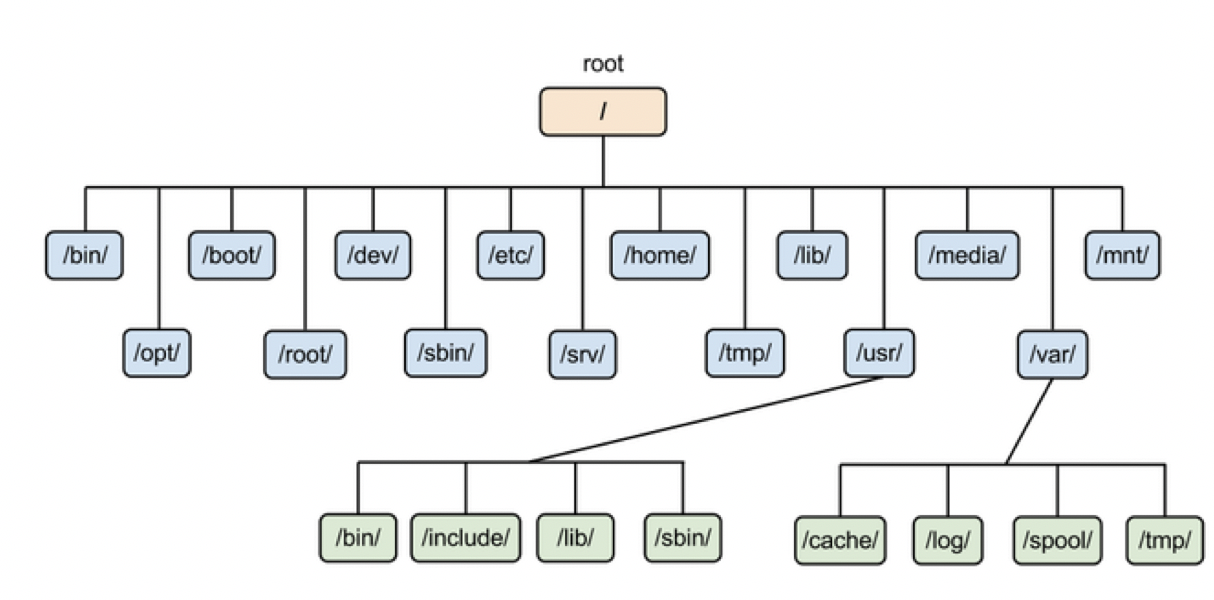 root
/
/bin/
/boot/
/dev/
/etc/
/home/
/lib/
/media/
/mnt/
/opt/
/root/
/sbin/
/srv/
/tmp/
/usr/
/var/
/bin/
/include/
/lib/
/sbin/
/cache/
/log/
/spool/
/tmp/